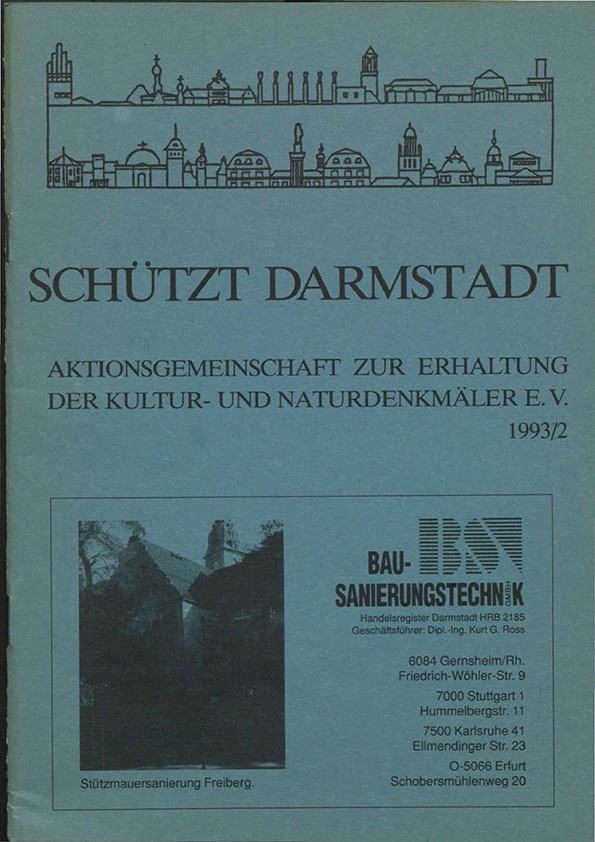 SCHÜTZT DARMSTADT
AKTIONSGEMEINSCHAFT ZUR ERHALTUNG
DER KULTUR- UND NATURDENKMÄLER E. V.
1993/2
BST
BAU-
SANIERUNGSTECHNIK
GMBH
Handelsregister Darmstadt HRB 2185
Geschäftsführer: Dipl.-Ing. Kurt G. Ross
6084 Gernsheim/Rh.
Friedrich-Wöhler-Str. 9
7000 Stuttgart 1
Hummelbergstr. 11
7500 Karlsruhe 41
Ellmendinger Str. 23
O-5066 Erfurt
Schobersmühlenweg 20
Stützmauersanierung Freiberg.